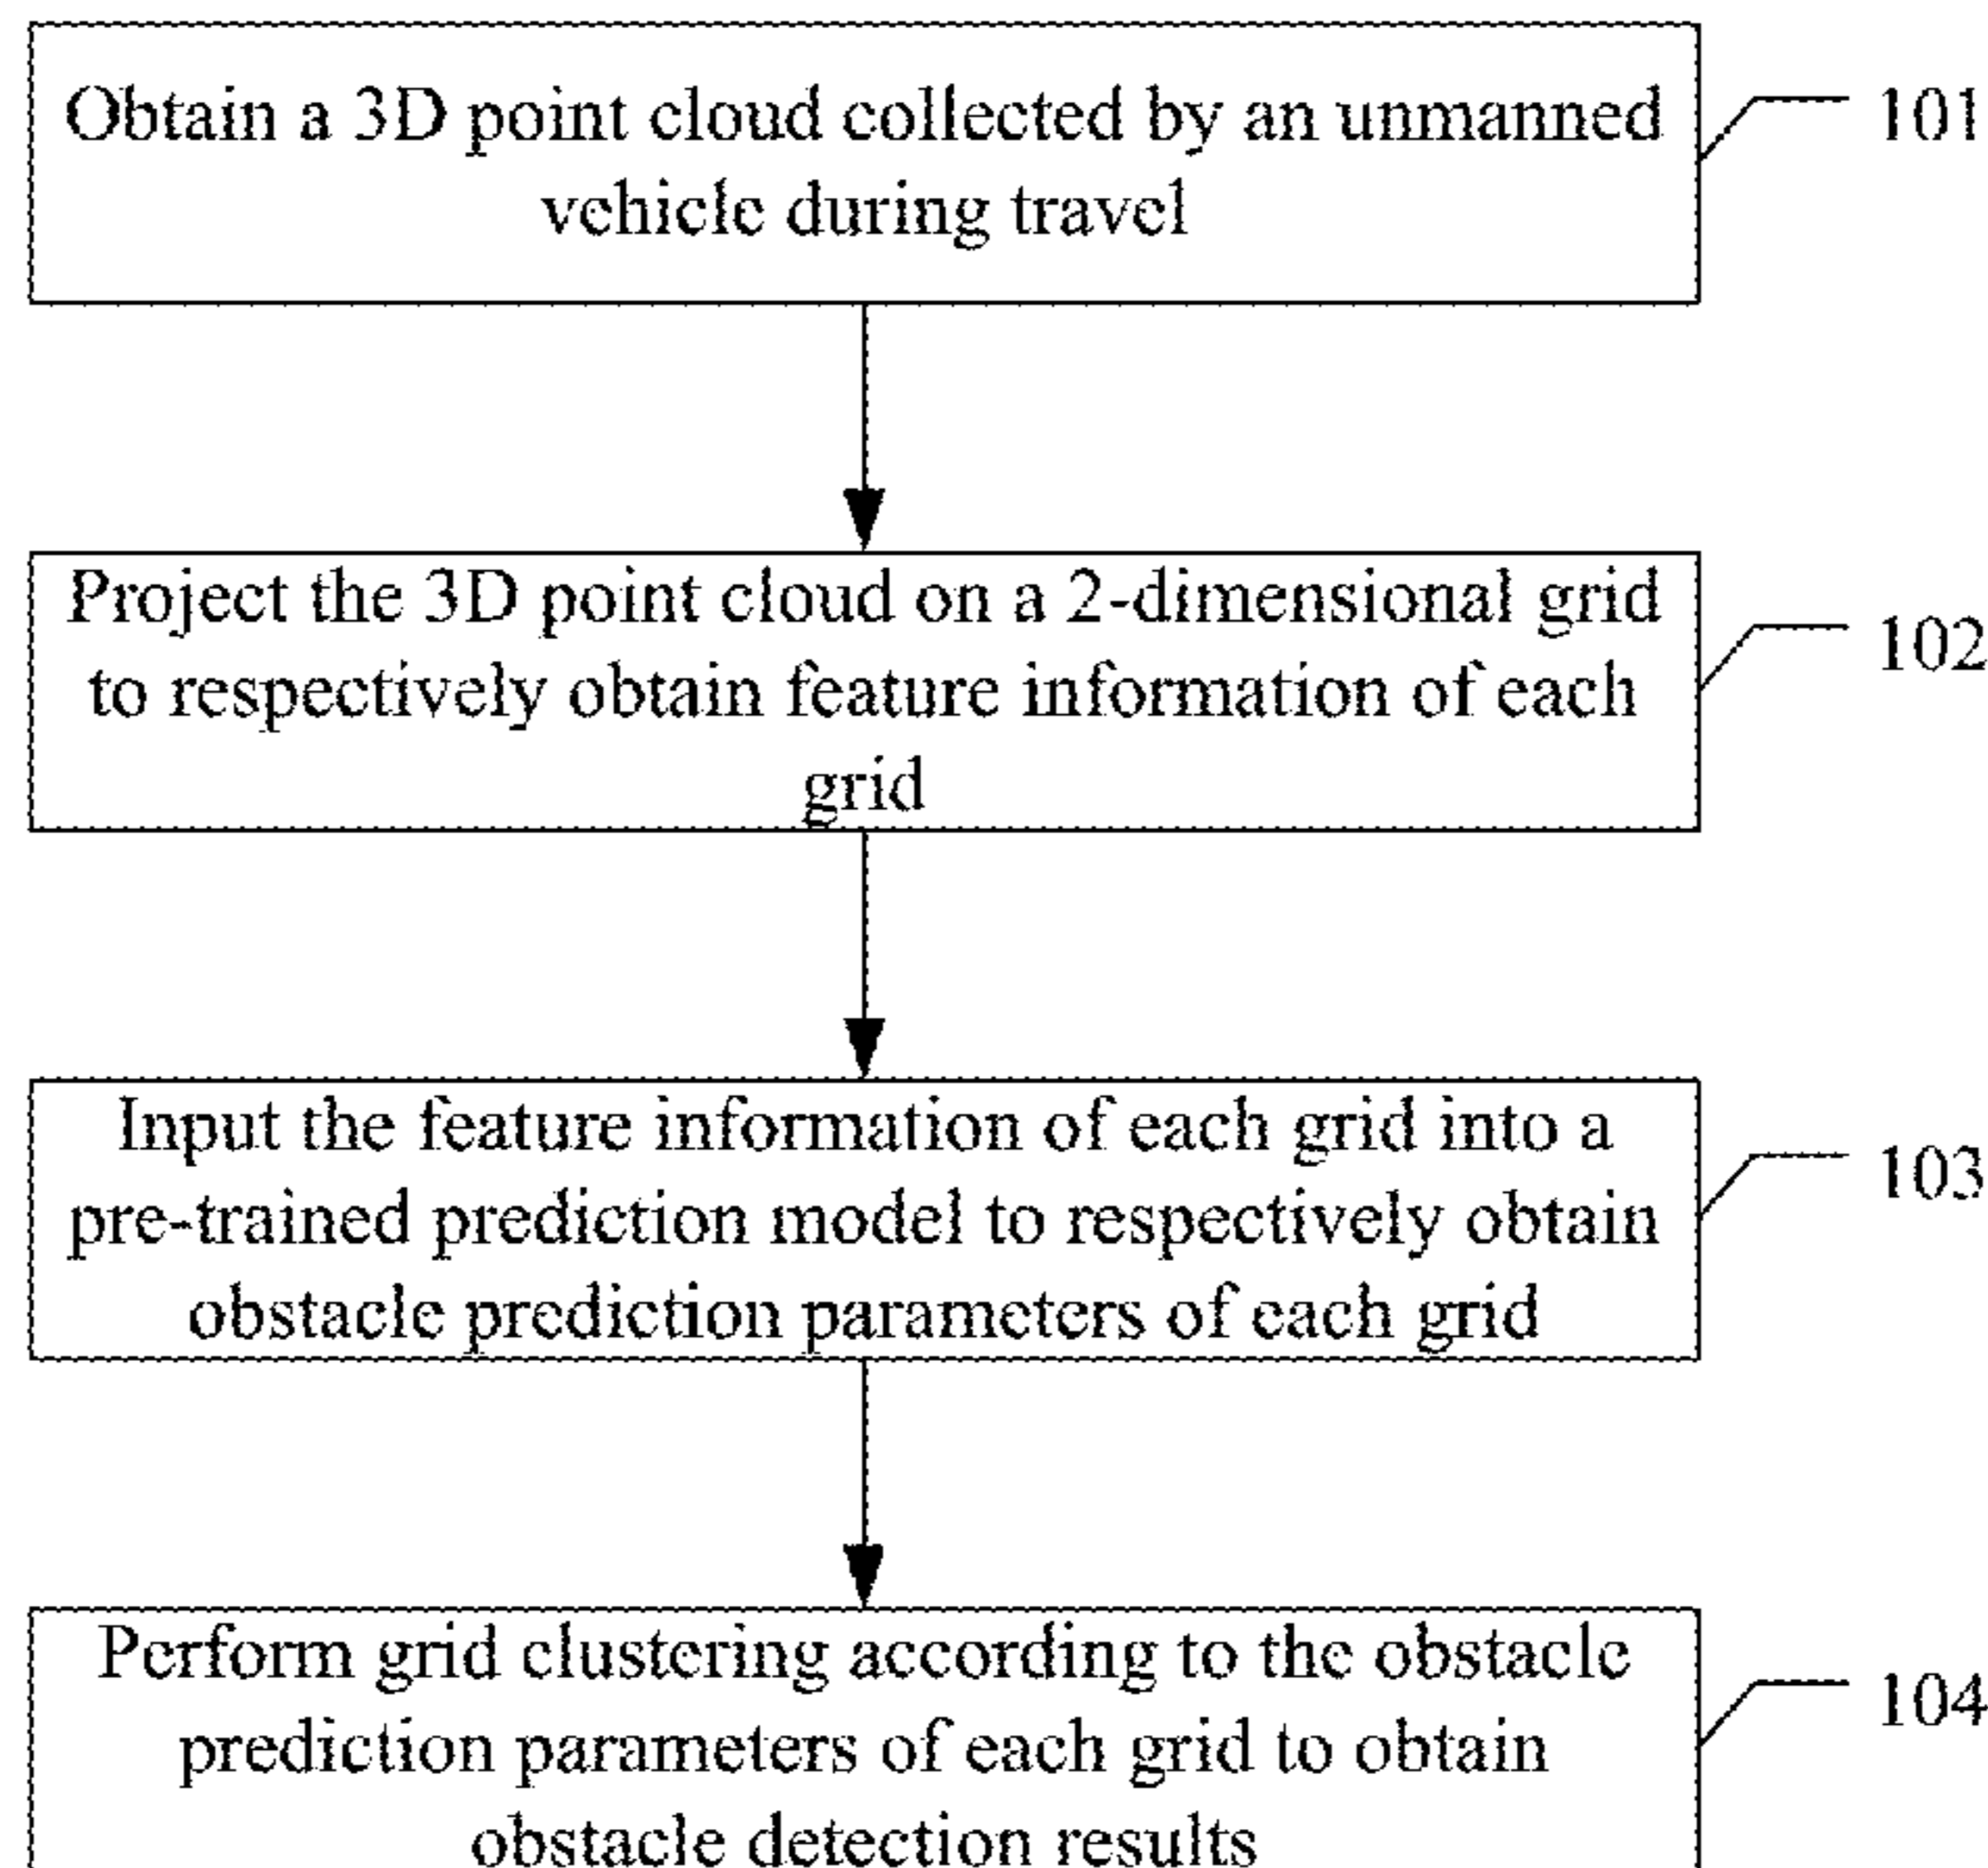 Obtain a 3D point cloud collected by an unmanned
vehicle during travel
101
Project the 3D point cloud on a 2-dimensional grid
to respectively obtain feature information of each
grid
102
Input the feature information of each grid into a
pre-trained prediction model to respectively obtain
obstacle prediction parameters of each grid
103
Perform grid clustering according to the obstacle
prediction parameters of each grid to obtain
obstacle detection results
104